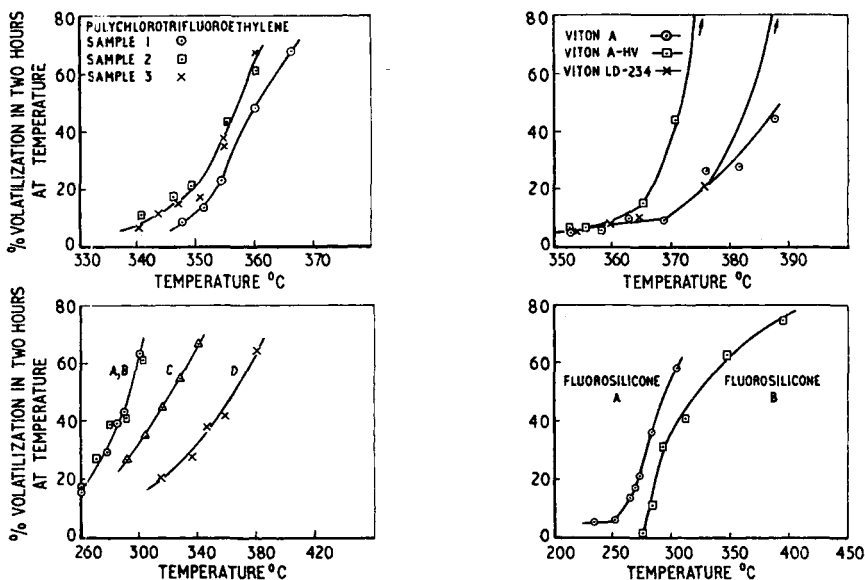 % VOLATILIZATION IN TWO HOURS
AT TEMPERATURE
80
60
40
20
0
POLYCHLOROTRIFLUOROETHYLENE
SAMPLE 1
SAMPLE 2
SAMPLE 3
330 340 350 360 370
TEMPERATURE °C
80
60
40
20
0
VITON A
VITON A-HV
VITON LD-234
350 360 370 380 390
TEMPERATURE °C
% VOLATILIZATION IN TWO HOURS
AT TEMPERATURE
80
60
40
20
0
A,B C D
260 300 340 380 420
TEMPERATURE °C
80
60
40
20
0
FLUOROSILICONE
A
FLUOROSILICONE
B
200 250 300 350 400 450
TEMPERATURE °C